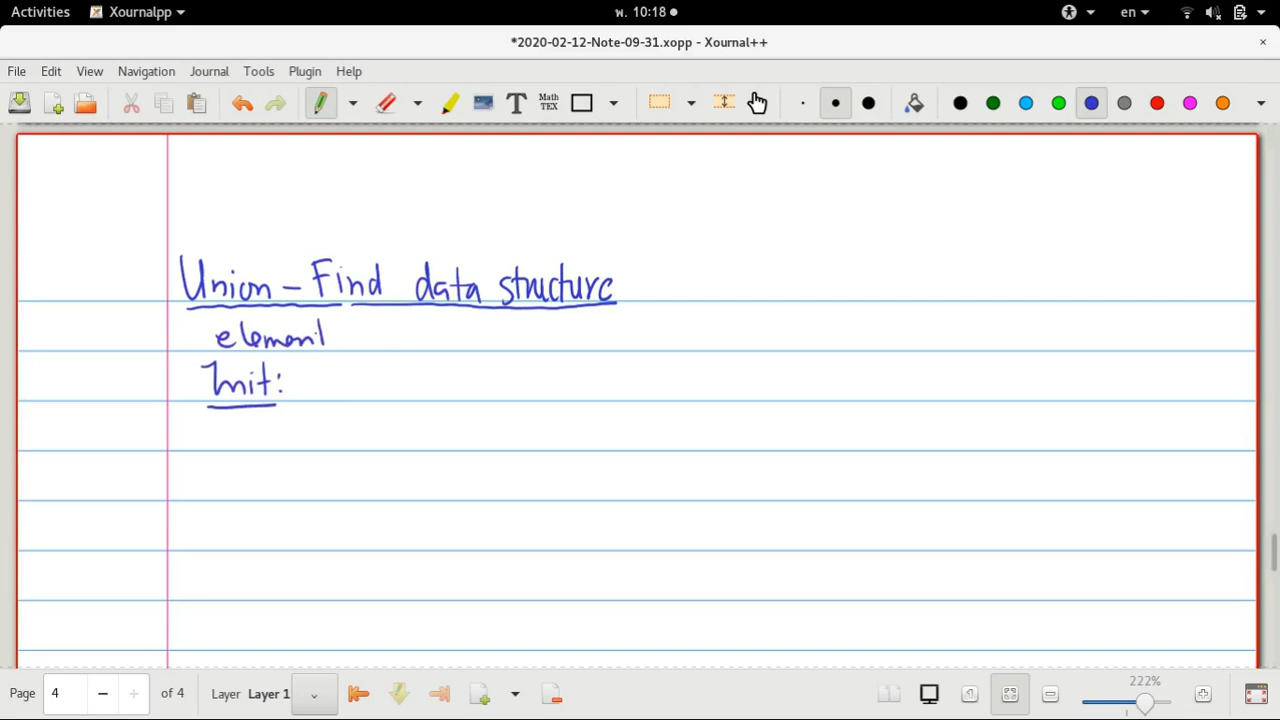 Activities Xournalpp พ. 10:18 en
*2020-02-12-Note-09-31.xopp - Xournal++ ×
File Edit View Navigation Journal Tools Plugin Help
Math TEX
Union-Find data structure
element
Init:
Page 4 of 4 Layer Layer 1 222%